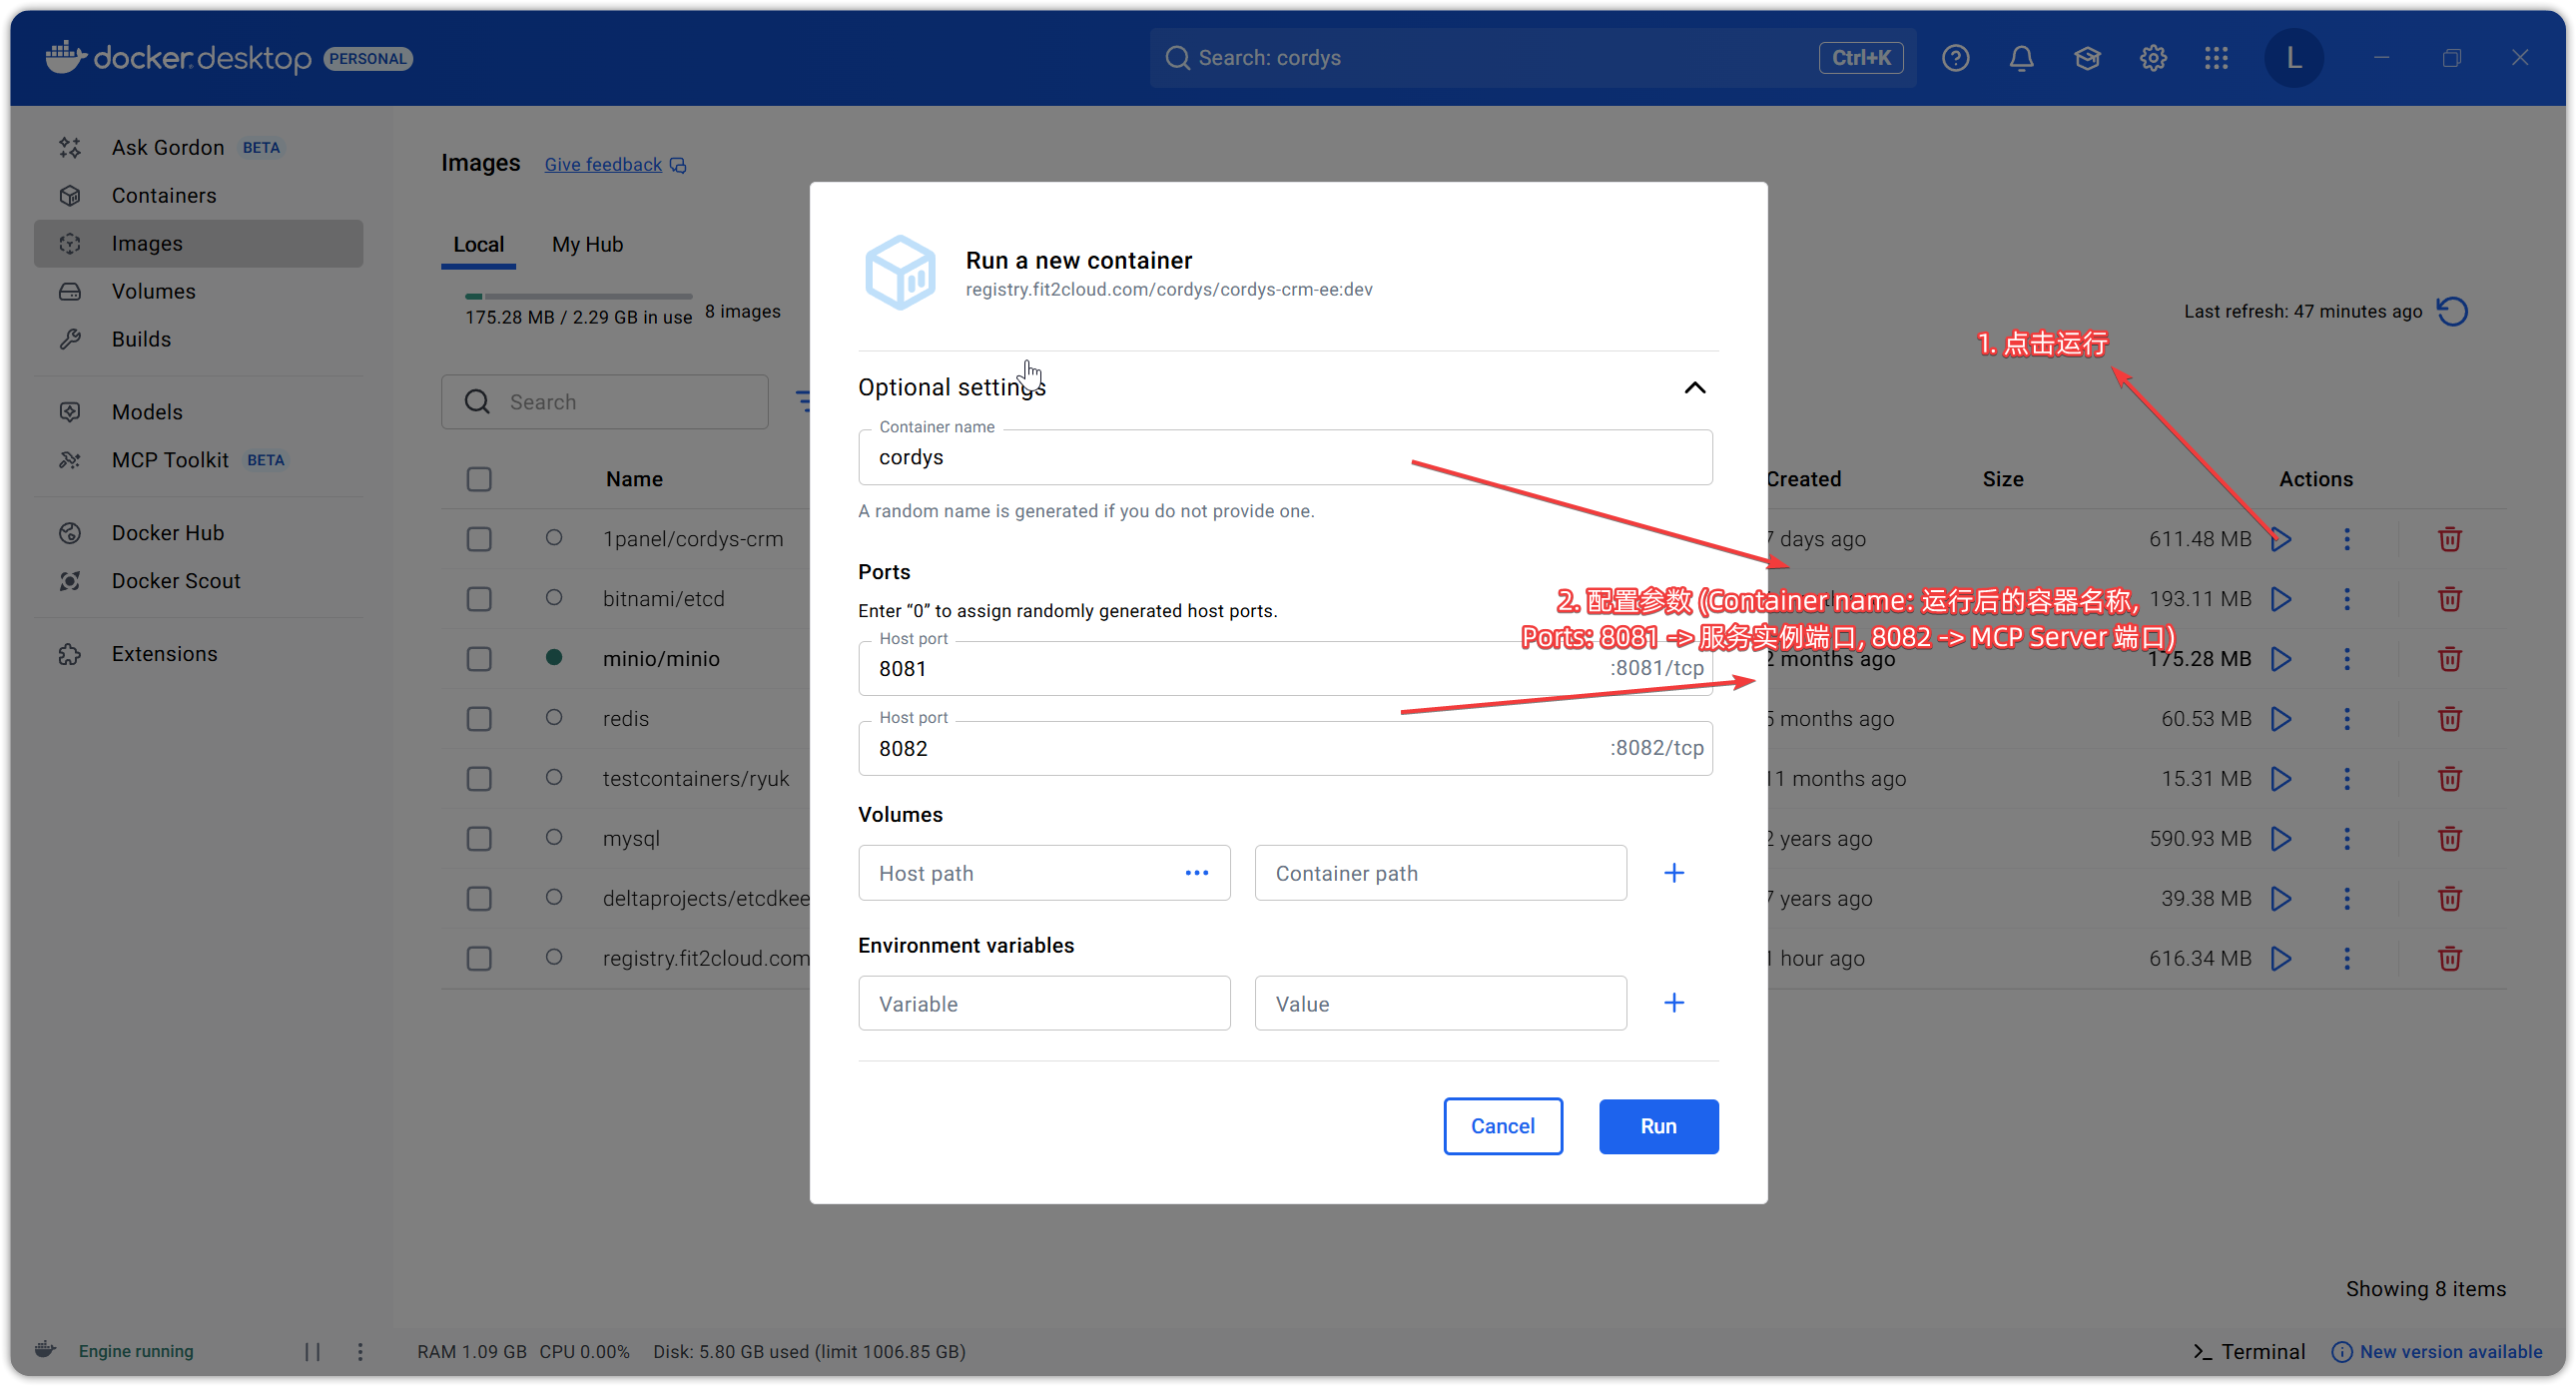 docker.desktop PERSONAL
Search: cordys
Ctrl+K
L
Ask Gordon BETA
Containers
Images
Volumes
Builds
Models
MCP Toolkit BETA
Docker Hub
Docker Scout
Extensions
Images Give feedback
Local My Hub
175.28 MB / 2.29 GB in use 8 images
Last refresh: 47 minutes ago
Search
Name Created Size Actions
1panel/cordys-crm 7 days ago 611.48 MB
bitnami/etcd 193.11 MB
minio/minio 2 months ago 175.28 MB
redis 5 months ago 60.53 MB
testcontainers/ryuk 11 months ago 15.31 MB
mysql 2 years ago 590.93 MB
deltaprojects/etcdkee 7 years ago 39.38 MB
registry.fit2cloud.com 1 hour ago 616.34 MB
Showing 8 items
Run a new container
registry.fit2cloud.com/cordys/cordys-crm-ee:dev
Optional settings
Container name
cordys
A random name is generated if you do not provide one.
Ports
Enter “0” to assign randomly generated host ports.
Host port
8081 :8081/tcp
Host port
8082 :8082/tcp
Volumes
Host path ••• Container path +
Environment variables
Variable Value +
Cancel Run
1. 点击运行
2. 配置参数 (Container name: 运行后的容器名称,
Ports: 8081 -> 服务实例端口, 8082 -> MCP Server 端口)
Engine running
RAM 1.09 GB CPU 0.00% Disk: 5.80 GB used (limit 1006.85 GB)
>_ Terminal New version available